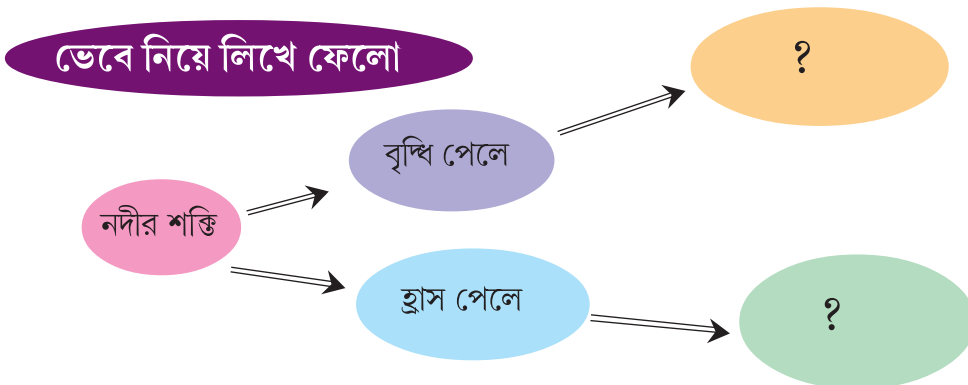 ভেবে নিয়ে লিখে ফেলো
?
বৃদ্ধি পেলে
নদীর শক্তি
হ্রাস পেলে
?